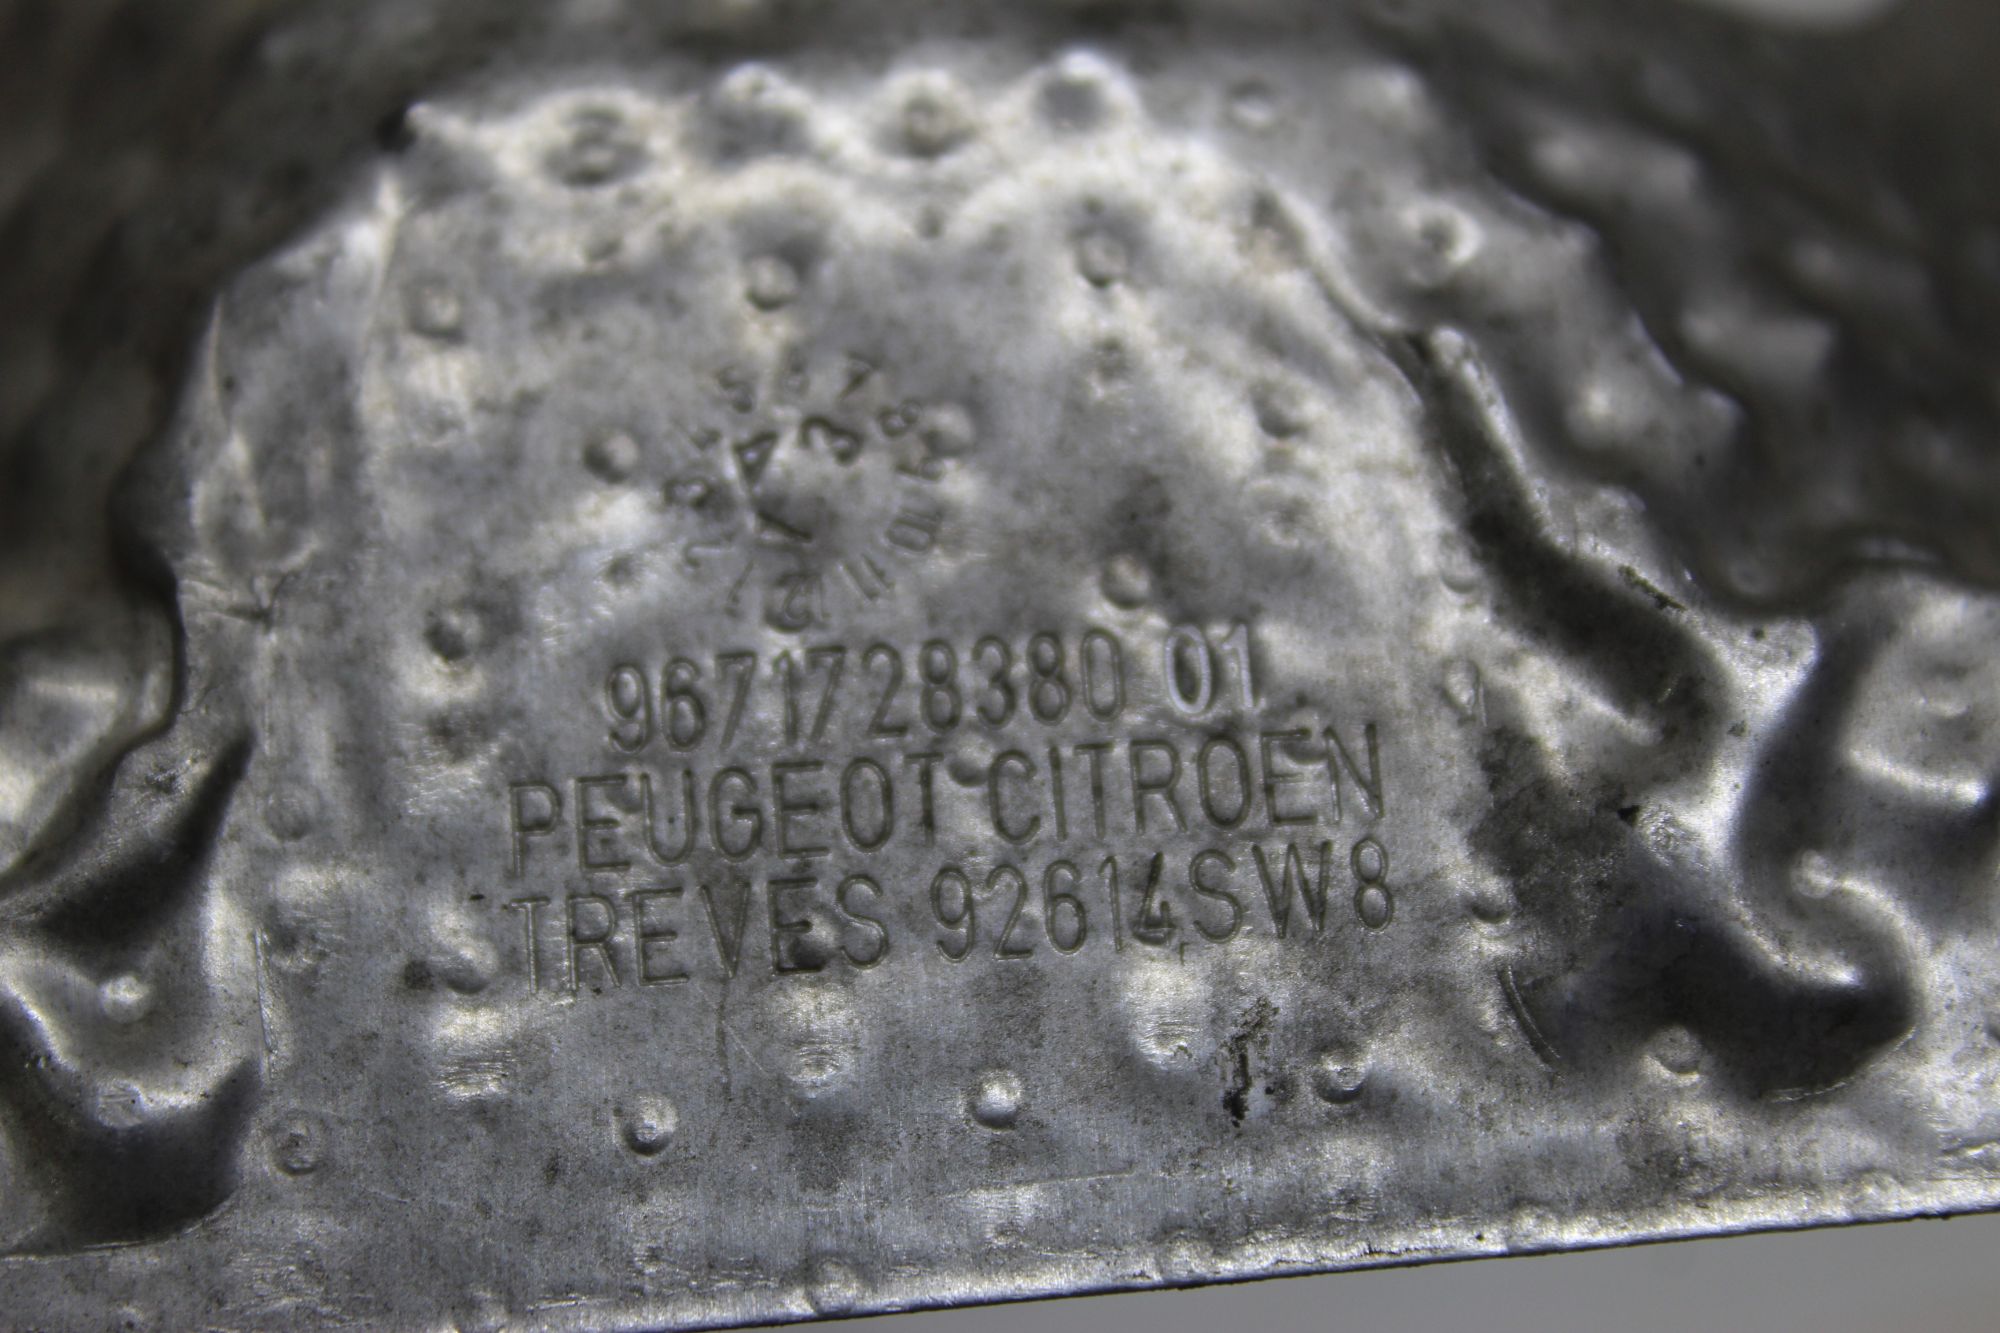 9671728380 01
PEUGEOT CITROEN
TREVES 92614SW8